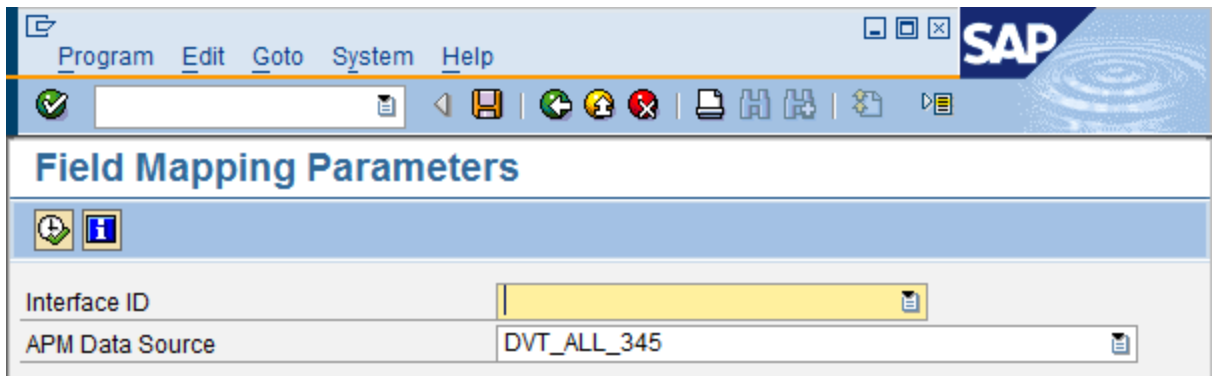 Program Edit Goto System Help
SAP
Field Mapping Parameters
Interface ID
APM Data Source DVT_ALL_345